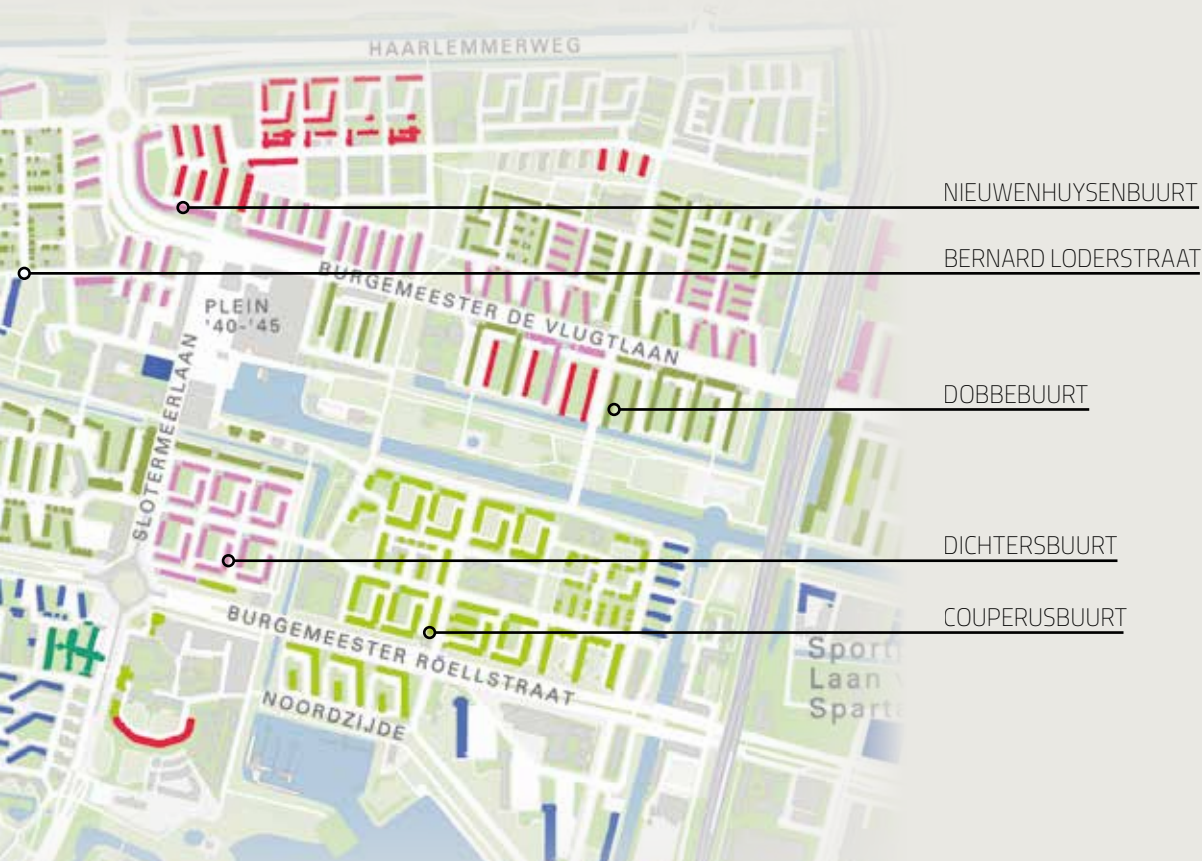 HAARLEMMERWEG
NIEUWENHUYSENBUURT
BERNARD LODERSTRAAT
BURGEMEESTER DE VLUGTLAAN
PLEIN
'40-'45
SLOTERMEERLAAN
DOBBEBUURT
DICHTERSBUURT
COUPERUSBUURT
BURGEMEESTER RÖELLSTRAAT
NOORDZIJDE
Sport
Laan
Spart